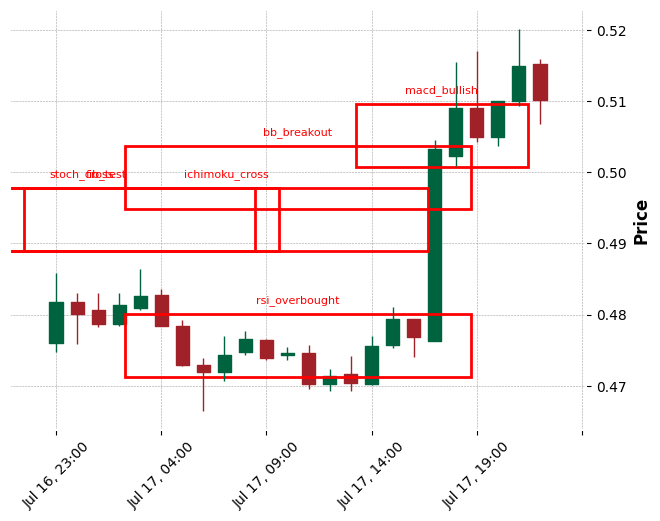 0.52
macd_bullish
0.51
bb_breakout
0.50
stoch_cross
ichimoku_cross
0.49
rsi_overbought
0.48
0.47
Price
Jul 16, 23:00
Jul 17, 04:00
Jul 17, 09:00
Jul 17, 14:00
Jul 17, 19:00